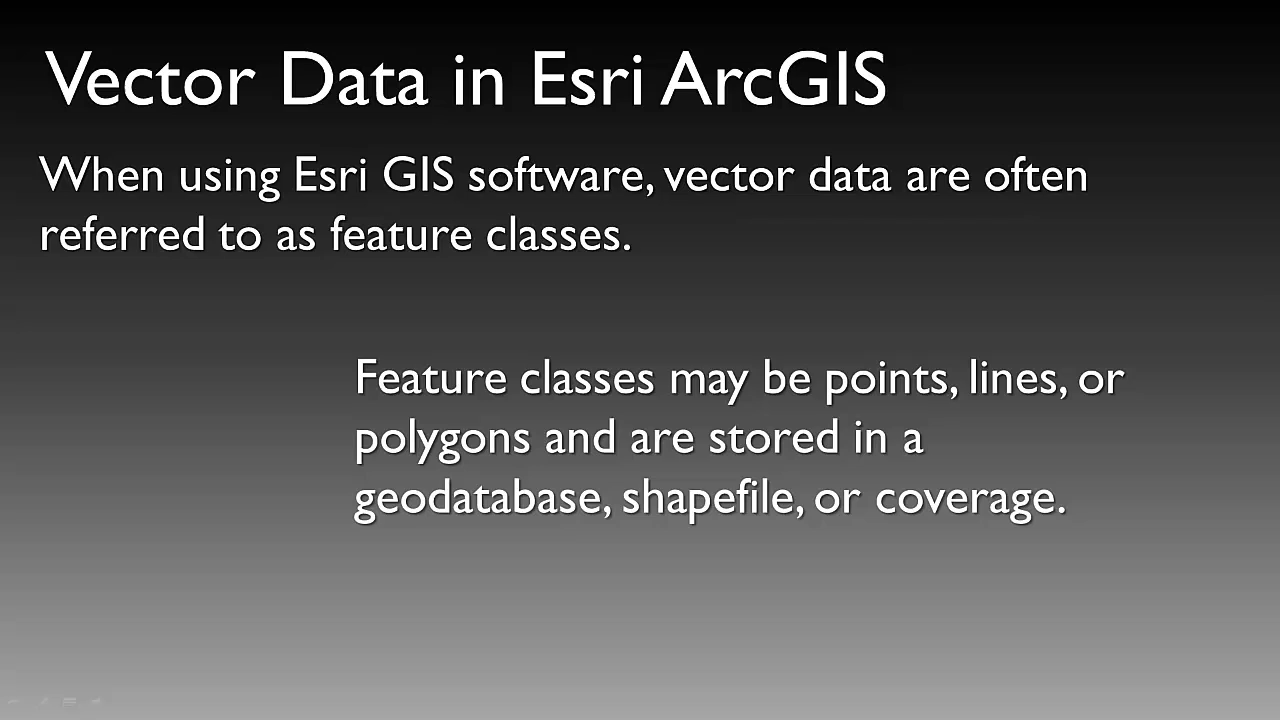 Vector Data in Esri ArcGIS
When using Esri GIS software, vector data are often
referred to as feature classes.
Feature classes may be points, lines, or
polygons and are stored in a
geodatabase, shapefile, or coverage.